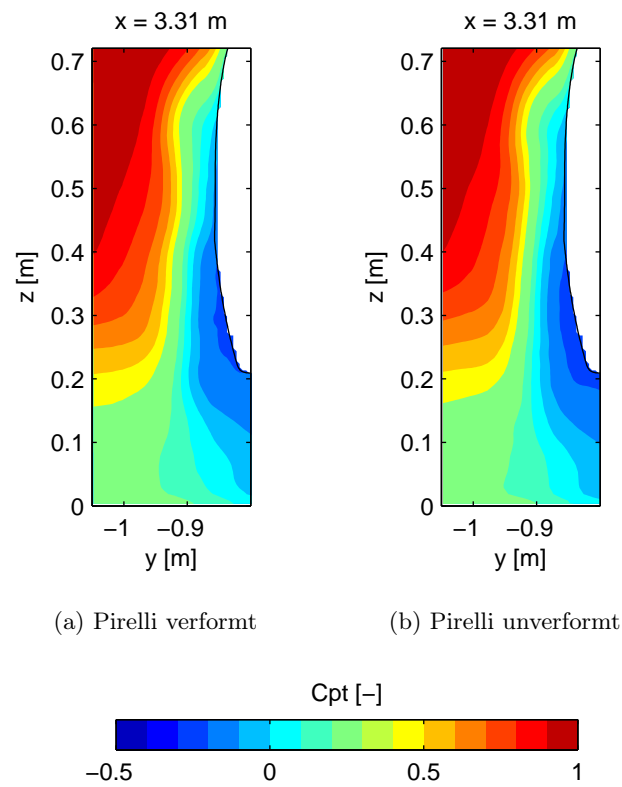 x = 3.31 m
0.7
0.6
0.5
0.4
0.3
0.2
0.1
0
z [m]
−1
−0.9
y [m]
(a) Pirelli verformt
x = 3.31 m
0.7
0.6
0.5
0.4
0.3
0.2
0.1
0
z [m]
−1
−0.9
y [m]
(b) Pirelli unverformt
Cpt [−]
−0.5
0
0.5
1